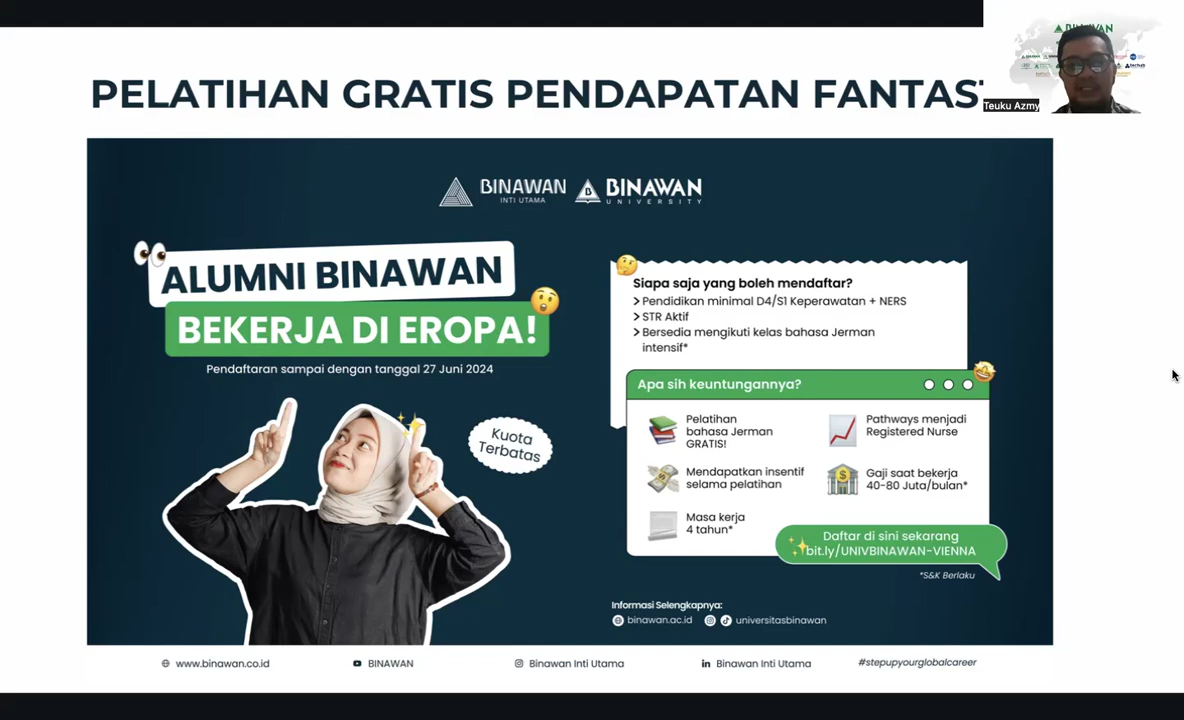 PELATIHAN GRATIS PENDAPATAN FANTAS
Teuku Azmy
BINAWAN
INTI UTAMA
BINAWAN
UNIVERSITY
ALUMNI BINAWAN
BEKERJA DI EROPA!
Pendaftaran sampai dengan tanggal 27 Juni 2024
Kuota
Terbatas
Siapa saja yang boleh mendaftar?
Pendidikan minimal D4/S1 Keperawatan + NERS
STR Aktif
Bersedia mengikuti kelas bahasa Jerman
intensif*
Apa sih keuntungannya?
Pelatihan
bahasa Jerman
GRATIS!
Mendapatkan insentif
selama pelatihan
Masa kerja
4 tahun*
Pathways menjadi
Registered Nurse
Gaji saat bekerja
40-80 Juta/bulan*
Daftar di sini sekarang
bit.ly/UNIVBINAWAN-VIENNA
*S&K Berlaku
Informasi Selengkapnya:
binawan.ac.id
universitasbinawan
www.binawan.co.id
BINAWAN
Binawan Inti Utama
Binawan Inti Utama
#stepupyourglobalcareer